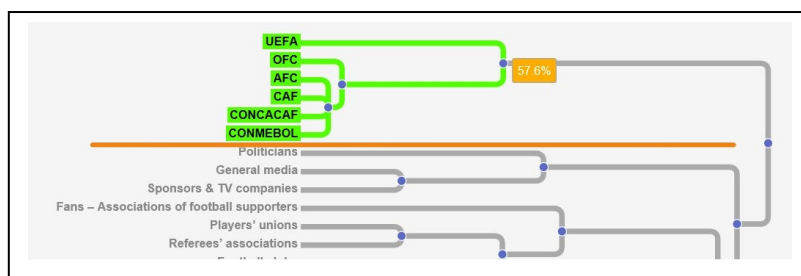 UEFA
OFC
AFC
CAF
CONCACAF
CONMEBOL
57.6%
Politicians
General media
Sponsors & TV companies
Fans – Associations of football supporters
Players' unions
Referees' associations